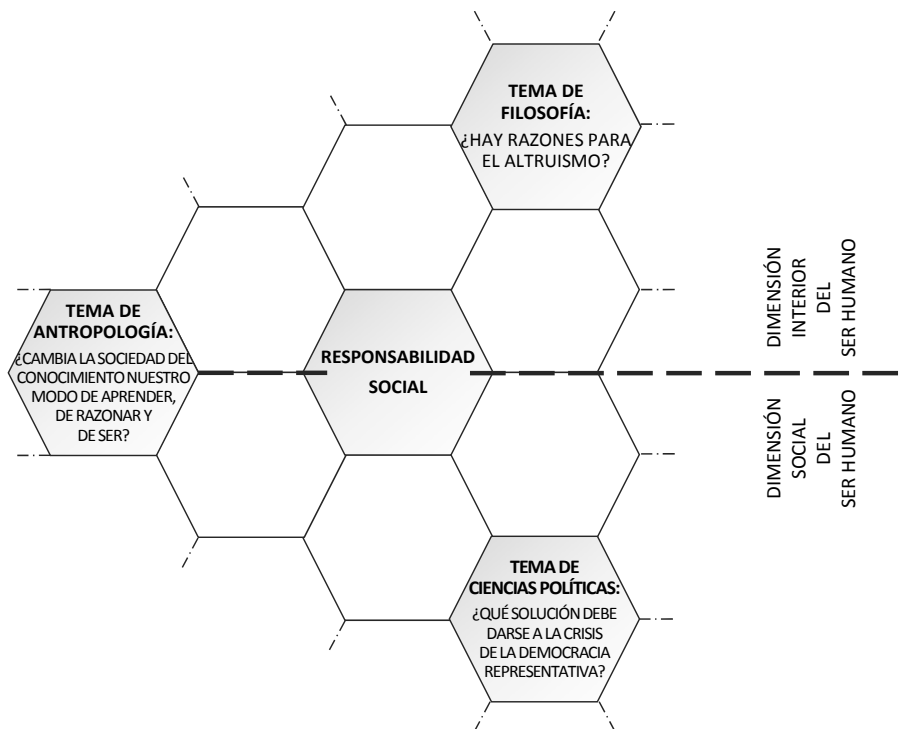 TEMA DE
FILOSOFÍA:
¿HAY RAZONES PARA
EL ALTRUISMO?
DIMENSIÓN
INTERIOR
DEL
SER HUMANO
TEMA DE
ANTROPOLOGÍA:
¿CAMBIA LA SOCIEDAD DEL
CONOCIMIENTO NUESTRO
MODO DE APRENDER,
DE RAZONAR Y
DE SER?
RESPONSABILIDAD
SOCIAL
DIMENSIÓN
SOCIAL
DEL
SER HUMANO
TEMA DE
CIENCIAS POLÍTICAS:
¿QUÉ SOLUCIÓN DEBE
DARSE A LA CRISIS
DE LA DEMOCRACIA
REPRESENTATIVA?